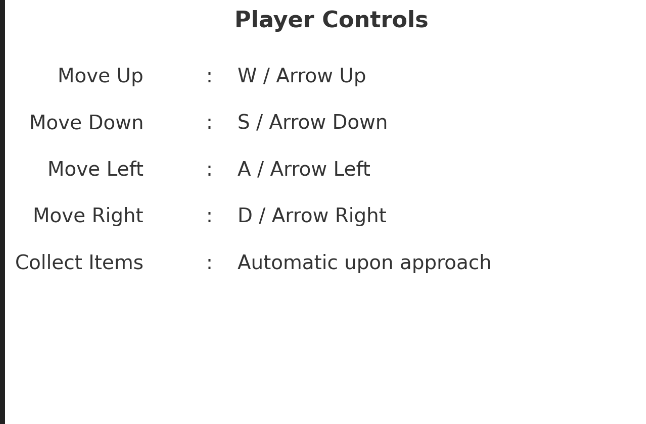 Player Controls
Move Up : W / Arrow Up
Move Down : S / Arrow Down
Move Left : A / Arrow Left
Move Right : D / Arrow Right
Collect Items : Automatic upon approach